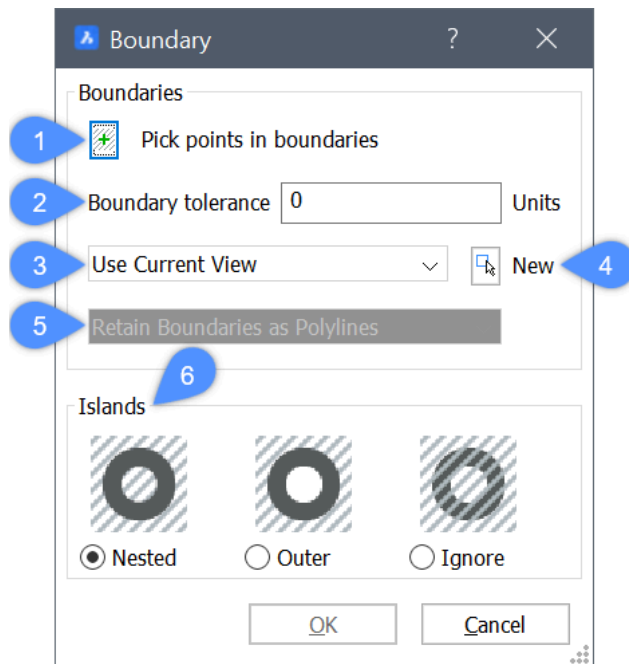 Boundary ?
Boundaries
1 Pick points in boundaries
2 Boundary tolerance 0 Units
3 Use Current View New 4
5 Retain Boundaries as Polylines
6
Islands
Nested Outer Ignore
OK Cancel